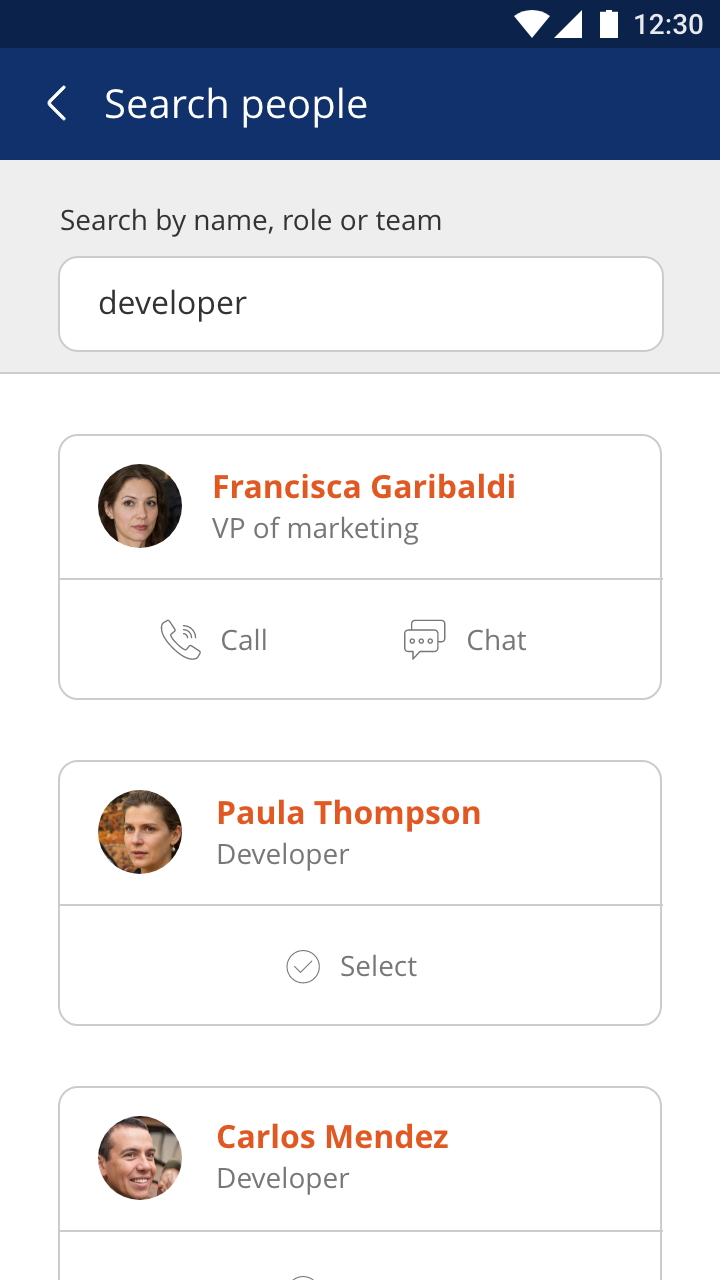 12:30
Search people
Search by name, role or team
developer
Francisca Garibaldi
VP of marketing
Call Chat
Paula Thompson
Developer
Select
Carlos Mendez
Developer